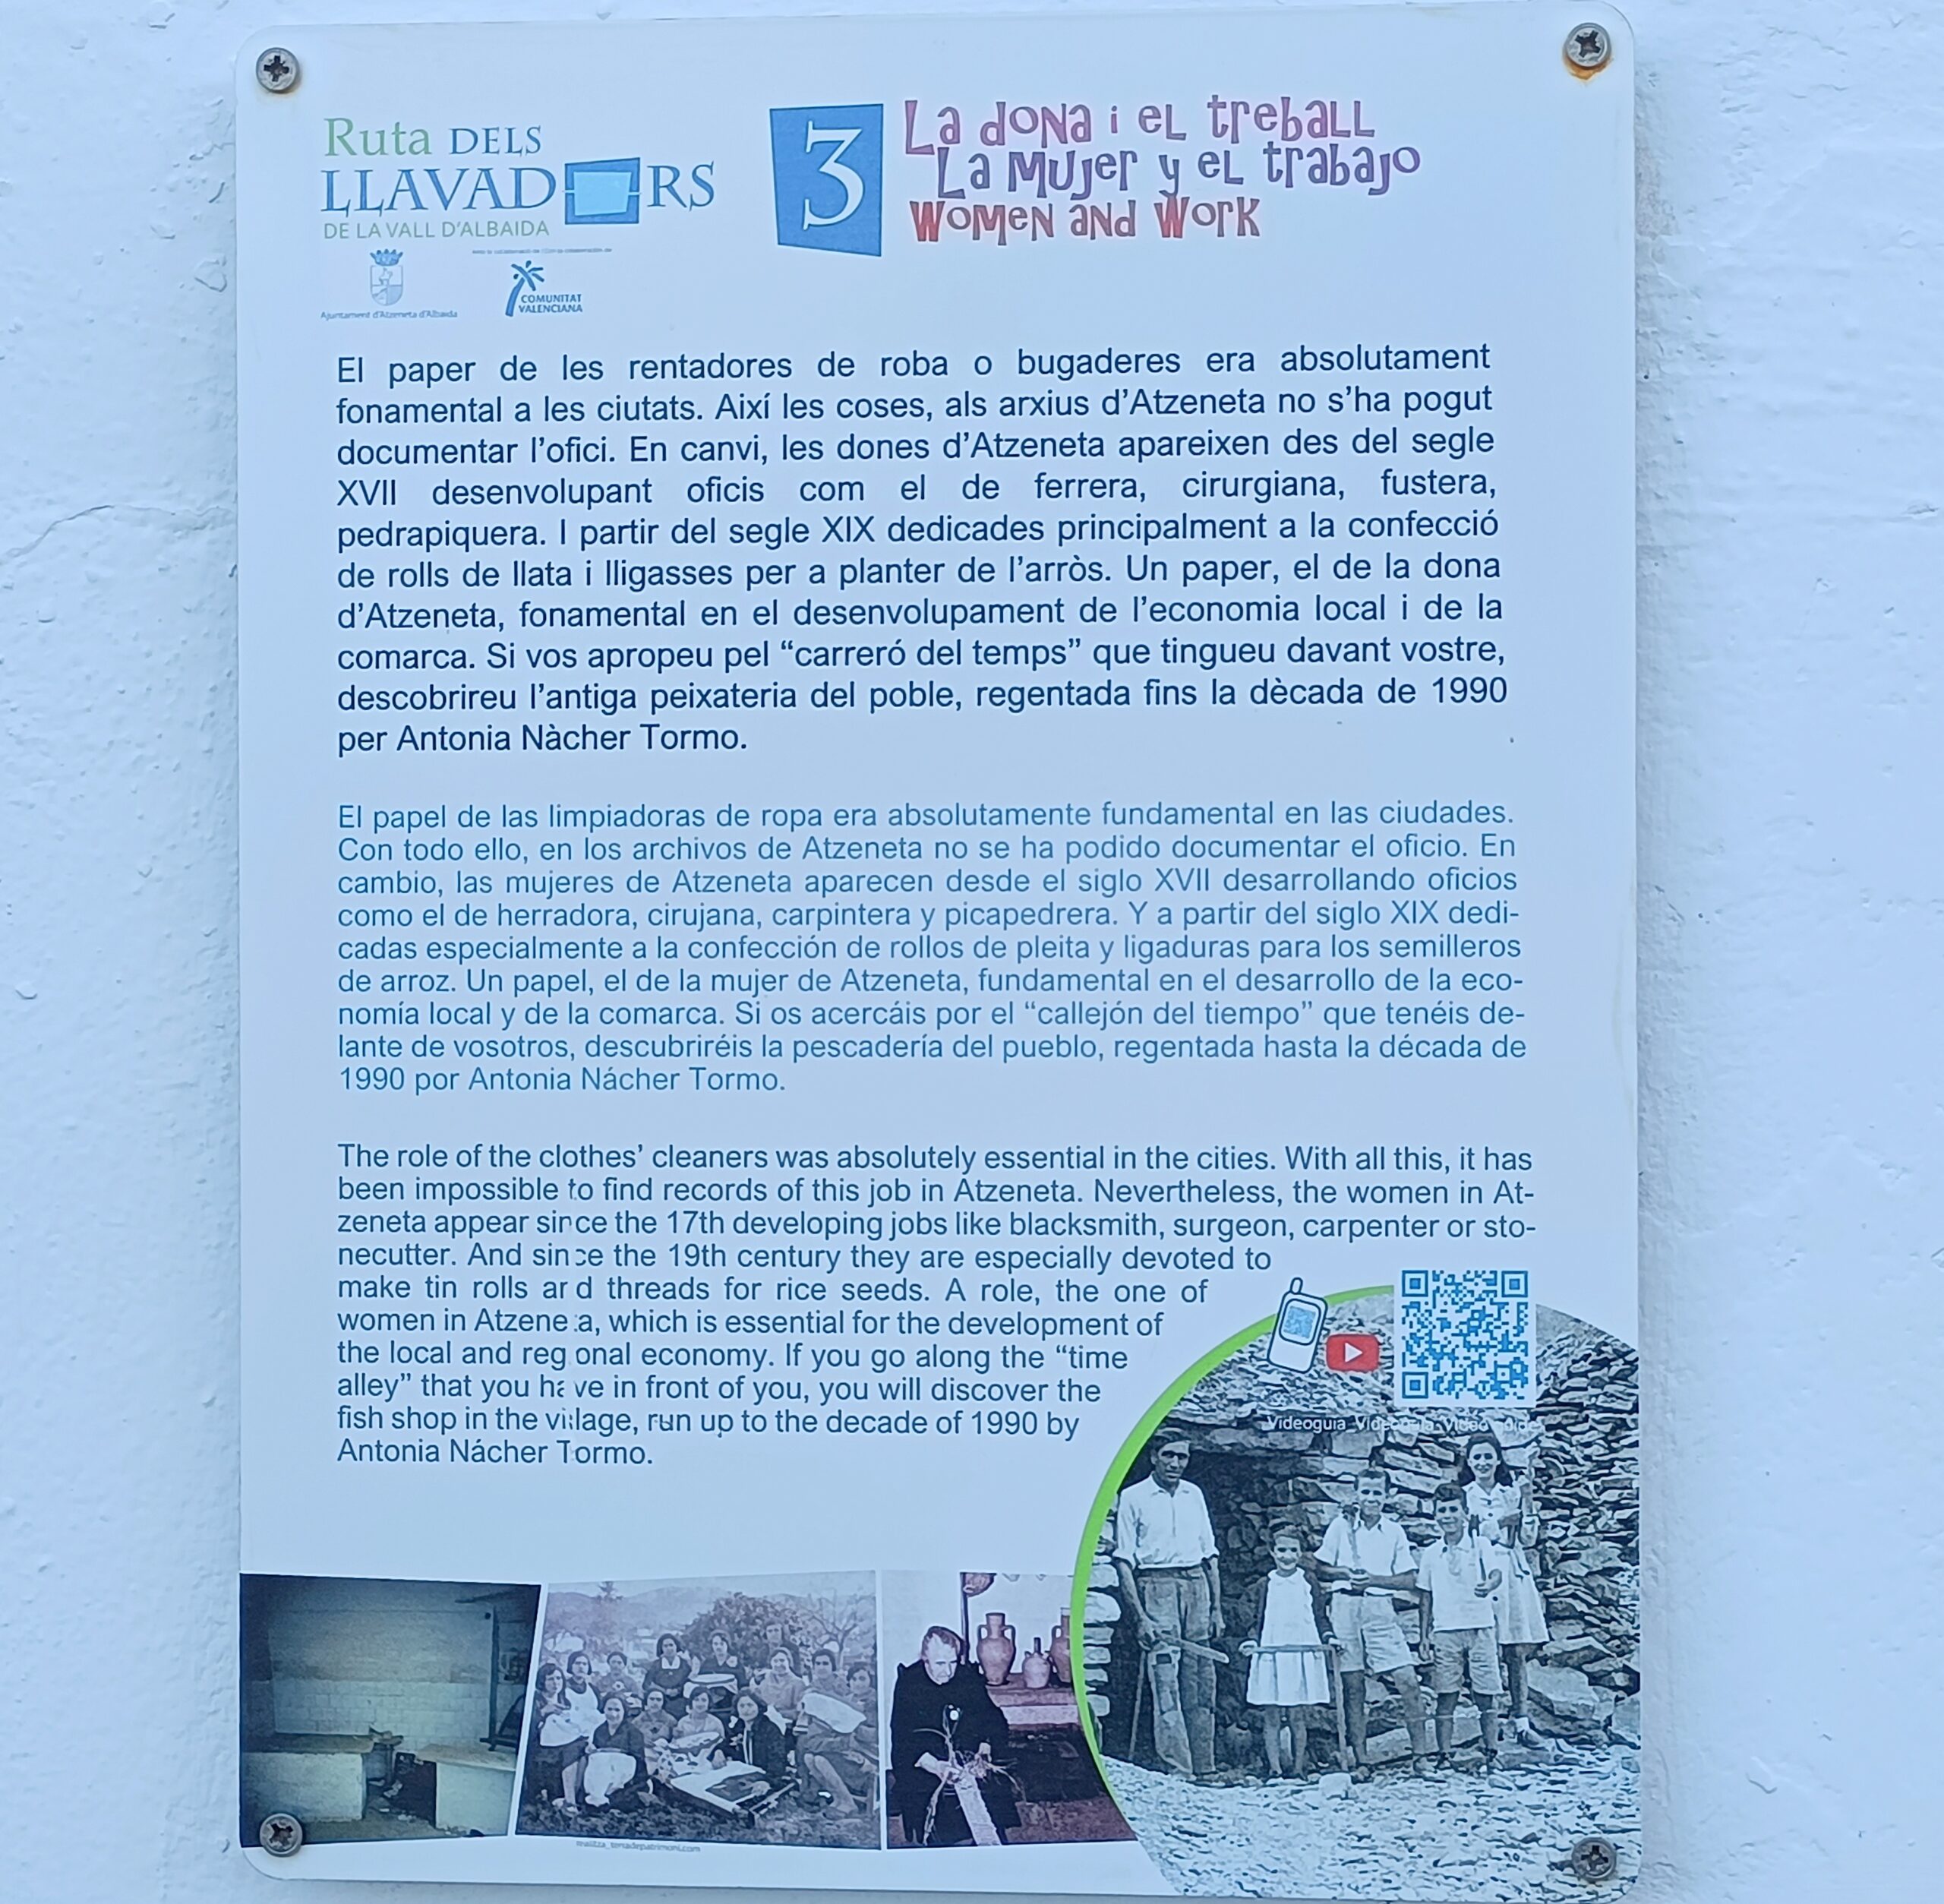 Ruta DELS
LLAVADORS
DE LA VALL D'ALBAIDA
Ajuntament d'Atzeneta d'Albaida
COMUNITAT
VALENCIANA
3
La dona i el treball
La mujer y el trabajo
Women and Work
El paper de les rentadores de roba o bugaderes era absolutament
fonamental a les ciutats. Així les coses, als arxius d'Atzeneta no s'ha pogut
documentar l'ofici. En canvi, les dones d'Atzeneta apareixen des del segle
XVII desenvolupant oficis com el de ferrera, cirurgiana, fustera,
pedrapiquera. I partir del segle XIX dedicades principalment a la confecció
de rolls de llata i lligasses per a planter de l'arròs. Un paper, el de la dona
d'Atzeneta, fonamental en el desenvolupament de l'economia local i de la
comarca. Si vos apropeu pel “carreró del temps” que tingueu davant vostre,
descobrireu l'antiga peixateria del poble, regentada fins la dècada de 1990
per Antonia Nàcher Tormo.
El papel de las limpiadoras de ropa era absolutamente fundamental en las ciudades.
Con todo ello, en los archivos de Atzeneta no se ha podido documentar el oficio. En
cambio, las mujeres de Atzeneta aparecen desde el siglo XVII desarrollando oficios
como el de herradora, cirujana, carpintera y picapedrera. Y a partir del siglo XIX dedi-
cadas especialmente a la confección de rollos de pleita y ligaduras para los semilleros
de arroz. Un papel, el de la mujer de Atzeneta, fundamental en el desarrollo de la eco-
nomía local y de la comarca. Si os acercáis por el “callejón del tiempo” que tenéis de-
lante de vosotros, descubriréis la pescadería del pueblo, regentada hasta la década de
1990 por Antonia Nácher Tormo.
The role of the clothes' cleaners was absolutely essential in the cities. With all this, it has
been impossible to find records of this job in Atzeneta. Nevertheless, the women in At-
zeneta appear since the 17th developing jobs like blacksmith, surgeon, carpenter or sto-
necutter. And since the 19th century they are especially devoted to
make tin rolls and threads for rice seeds. A role, the one of
women in Atzeneta, which is essential for the development of
the local and regional economy. If you go along the “time
alley” that you have in front of you, you will discover the
fish shop in the village, run up to the decade of 1990 by
Antonia Nácher Tormo.
Videoguia
realitza_terradepatrimoni.com